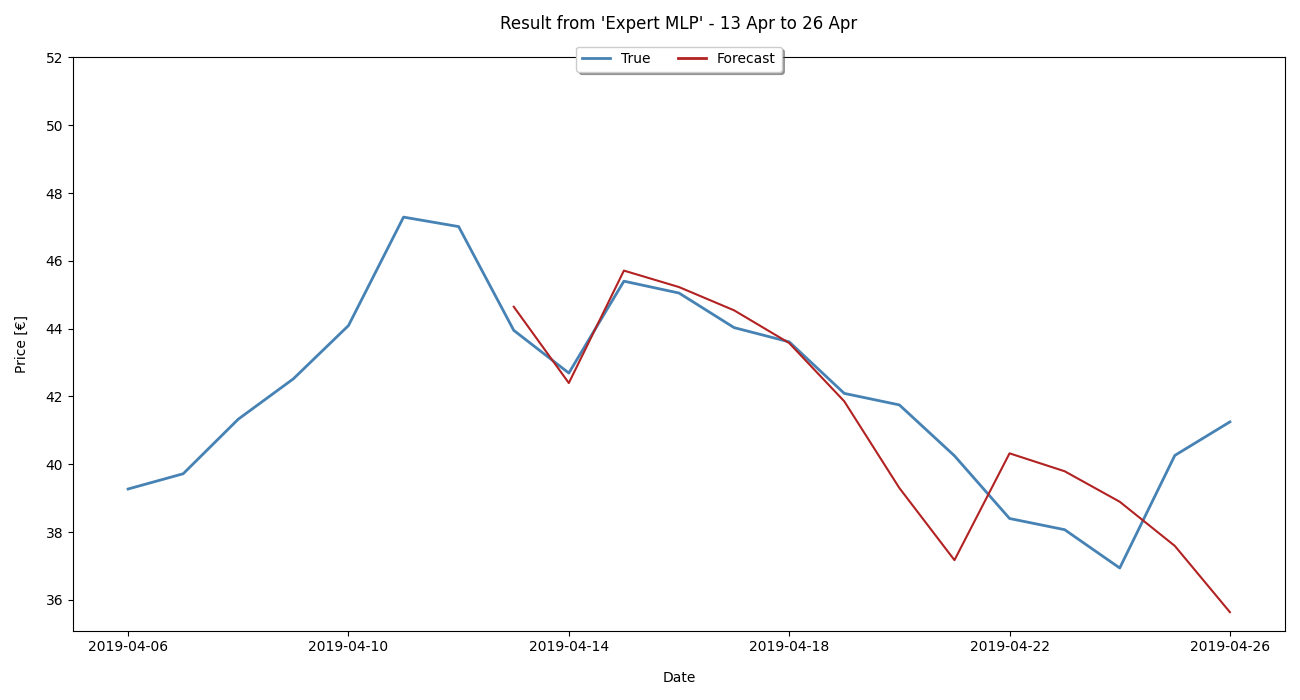 Result from 'Expert MLP' - 13 Apr to 26 Apr
True Forecast
52
50
48
46
44
42
40
38
36
Price [€]
2019-04-06 2019-04-10 2019-04-14 2019-04-18 2019-04-22 2019-04-26
Date